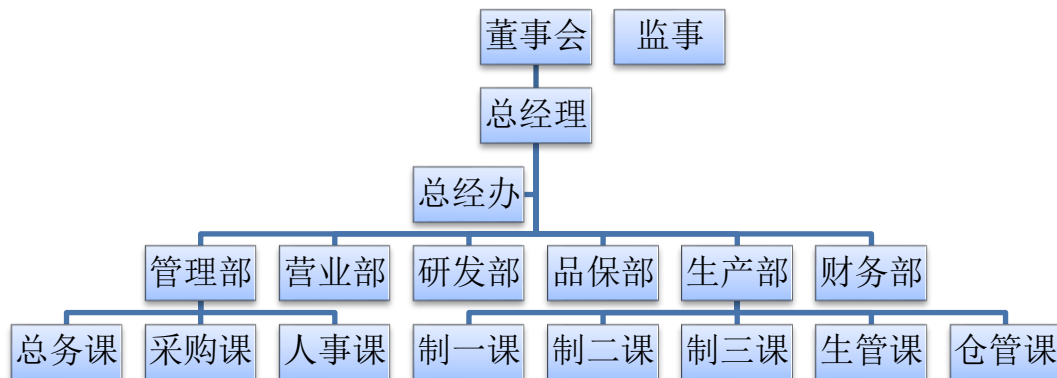 董事会 监事
总经理
总经办
管理部 营业部 研发部 品保部 生产部 财务部
总务课 采购课 人事课 制一课 制二课 制三课 生管课 仓管课